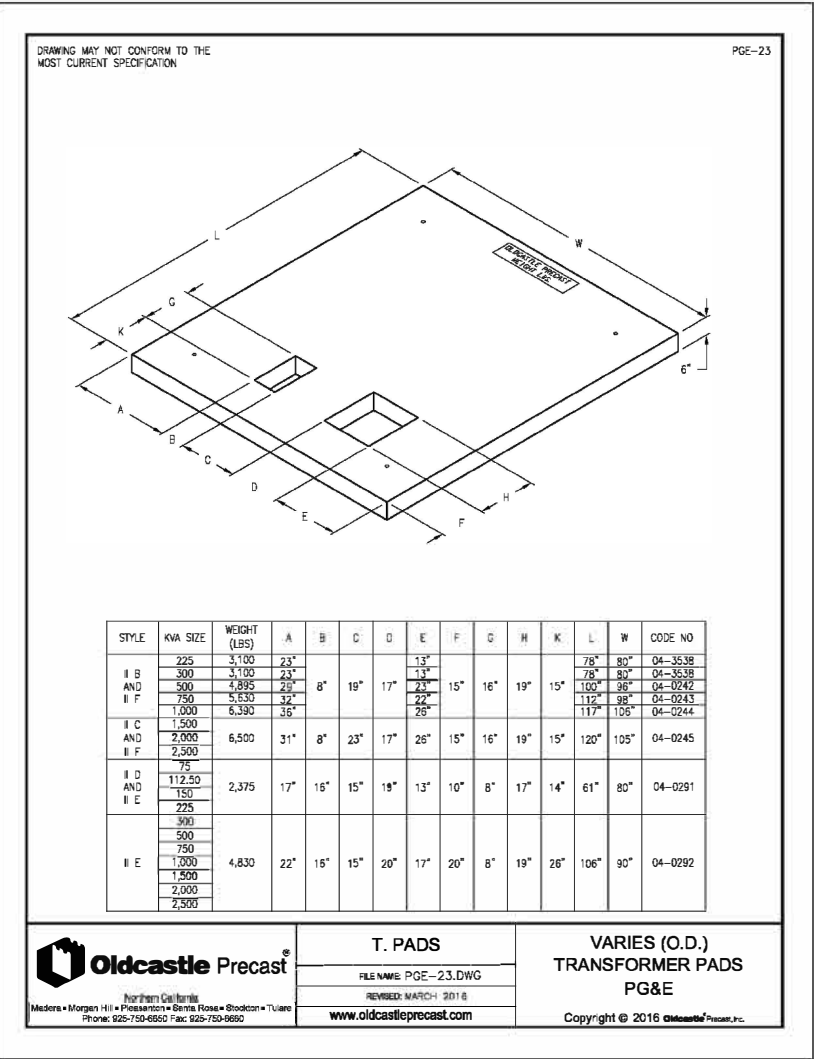 DRAWING MAY NOT CONFORM TO THE
MOST CURRENT SPECIFICATION
PGE-23
L
W
OLDCASTLE PRECAST
WEIGHT LBS.
G
K
6"
A
B
C
D
E
F
H
STYLE KVA SIZE WEIGHT (LBS) A B C D E F G H K L W CODE NO
II B AND II F 8" 19" 17" 15" 16" 19" 15"
225 3,100 23" 13" 78" 80" 04-3538
300 3,100 23" 13" 78" 80" 04-3538
500 4,895 29" 23" 100" 96" 04-0242
750 5,630 32" 22" 112" 98" 04-0243
1,000 6,390 36" 26" 117" 106" 04-0244
II C AND II F 1,500 2,000 2,500 6,500 31" 8" 23" 17" 26" 15" 16" 19" 15" 120" 105" 04-0245
II D AND II E 75 112.50 150 225 2,375 17" 16" 15" 19" 13" 10" 8" 17" 14" 61" 80" 04-0291
II E 300 500 750 1,000 1,500 2,000 2,500 4,830 22" 16" 15" 20" 17" 20" 8" 19" 26" 106" 90" 04-0292
Oldcastle Precast®
Northern California
Madera • Morgan Hill • Pleasanton • Santa Rosa • Stockton • Tulare
Phone: 925-750-6650 Fax: 925-750-6660
T. PADS
FILE NAME: PGE-23.DWG
REVISED: MARCH 2016
www.oldcastleprecast.com
VARIES (O.D.)
TRANSFORMER PADS
PG&E
Copyright © 2016 Oldcastle Precast, Inc.